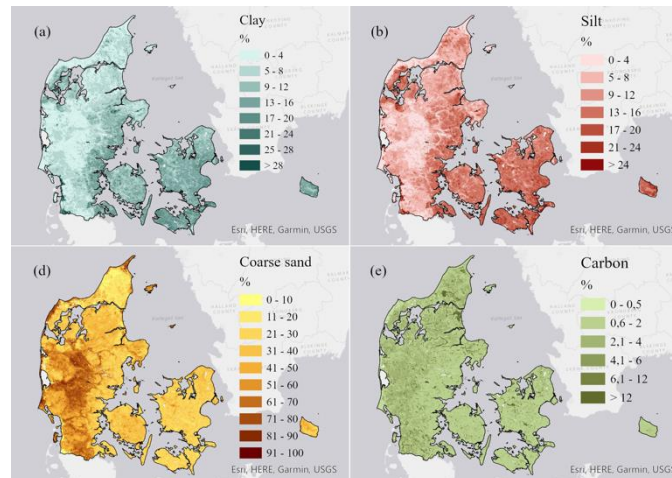 (a)
Clay
%
0 - 4
5 - 8
9 - 12
13 - 16
17 - 20
21 - 24
25 - 28
> 28
Esri, HERE, Garmin, USGS
(b)
Silt
%
0 - 4
5 - 8
9 - 12
13 - 16
17 - 20
21 - 24
> 24
Esri, HERE, Garmin, USGS
(d)
Coarse sand
%
0 - 10
11 - 20
21 - 30
31 - 40
41 - 50
51 - 60
61 - 70
71 - 80
81 - 90
91 - 100
Esri, HERE, Garmin, USGS
(e)
Carbon
%
0 - 0,5
0,6 - 2
2,1 - 4
4,1 - 6
6,1 - 12
> 12
Esri, HERE, Garmin, USGS